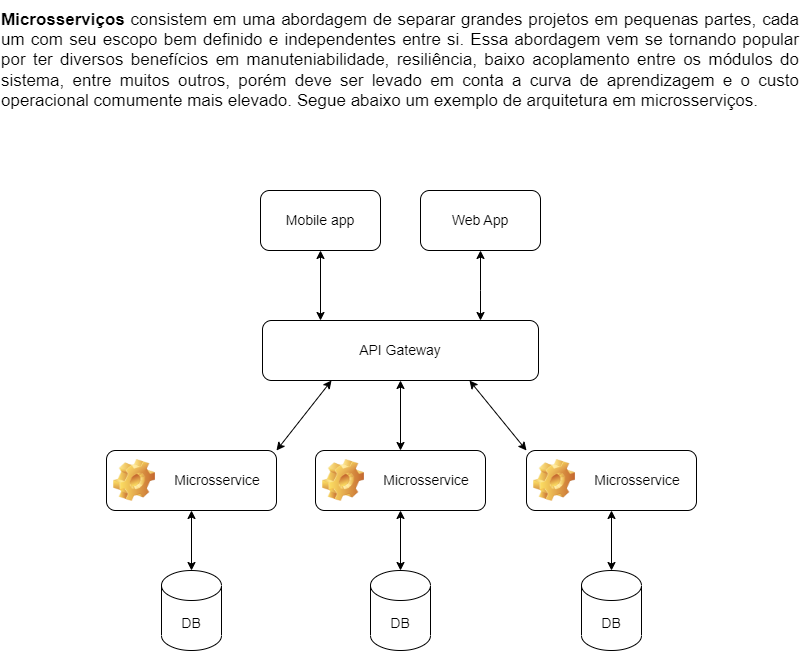 Microsserviços consistem em uma abordagem de separar grandes projetos em pequenas partes, cada
um com seu escopo bem definido e independentes entre si. Essa abordagem vem se tornando popular
por ter diversos benefícios em manuteniabilidade, resiliência, baixo acoplamento entre os módulos do
sistema, entre muitos outros, porém deve ser levado em conta a curva de aprendizagem e o custo
operacional comumente mais elevado. Segue abaixo um exemplo de arquitetura em microsserviços.
Mobile app
Web App
API Gateway
Microsservice
Microsservice
Microsservice
DB
DB
DB